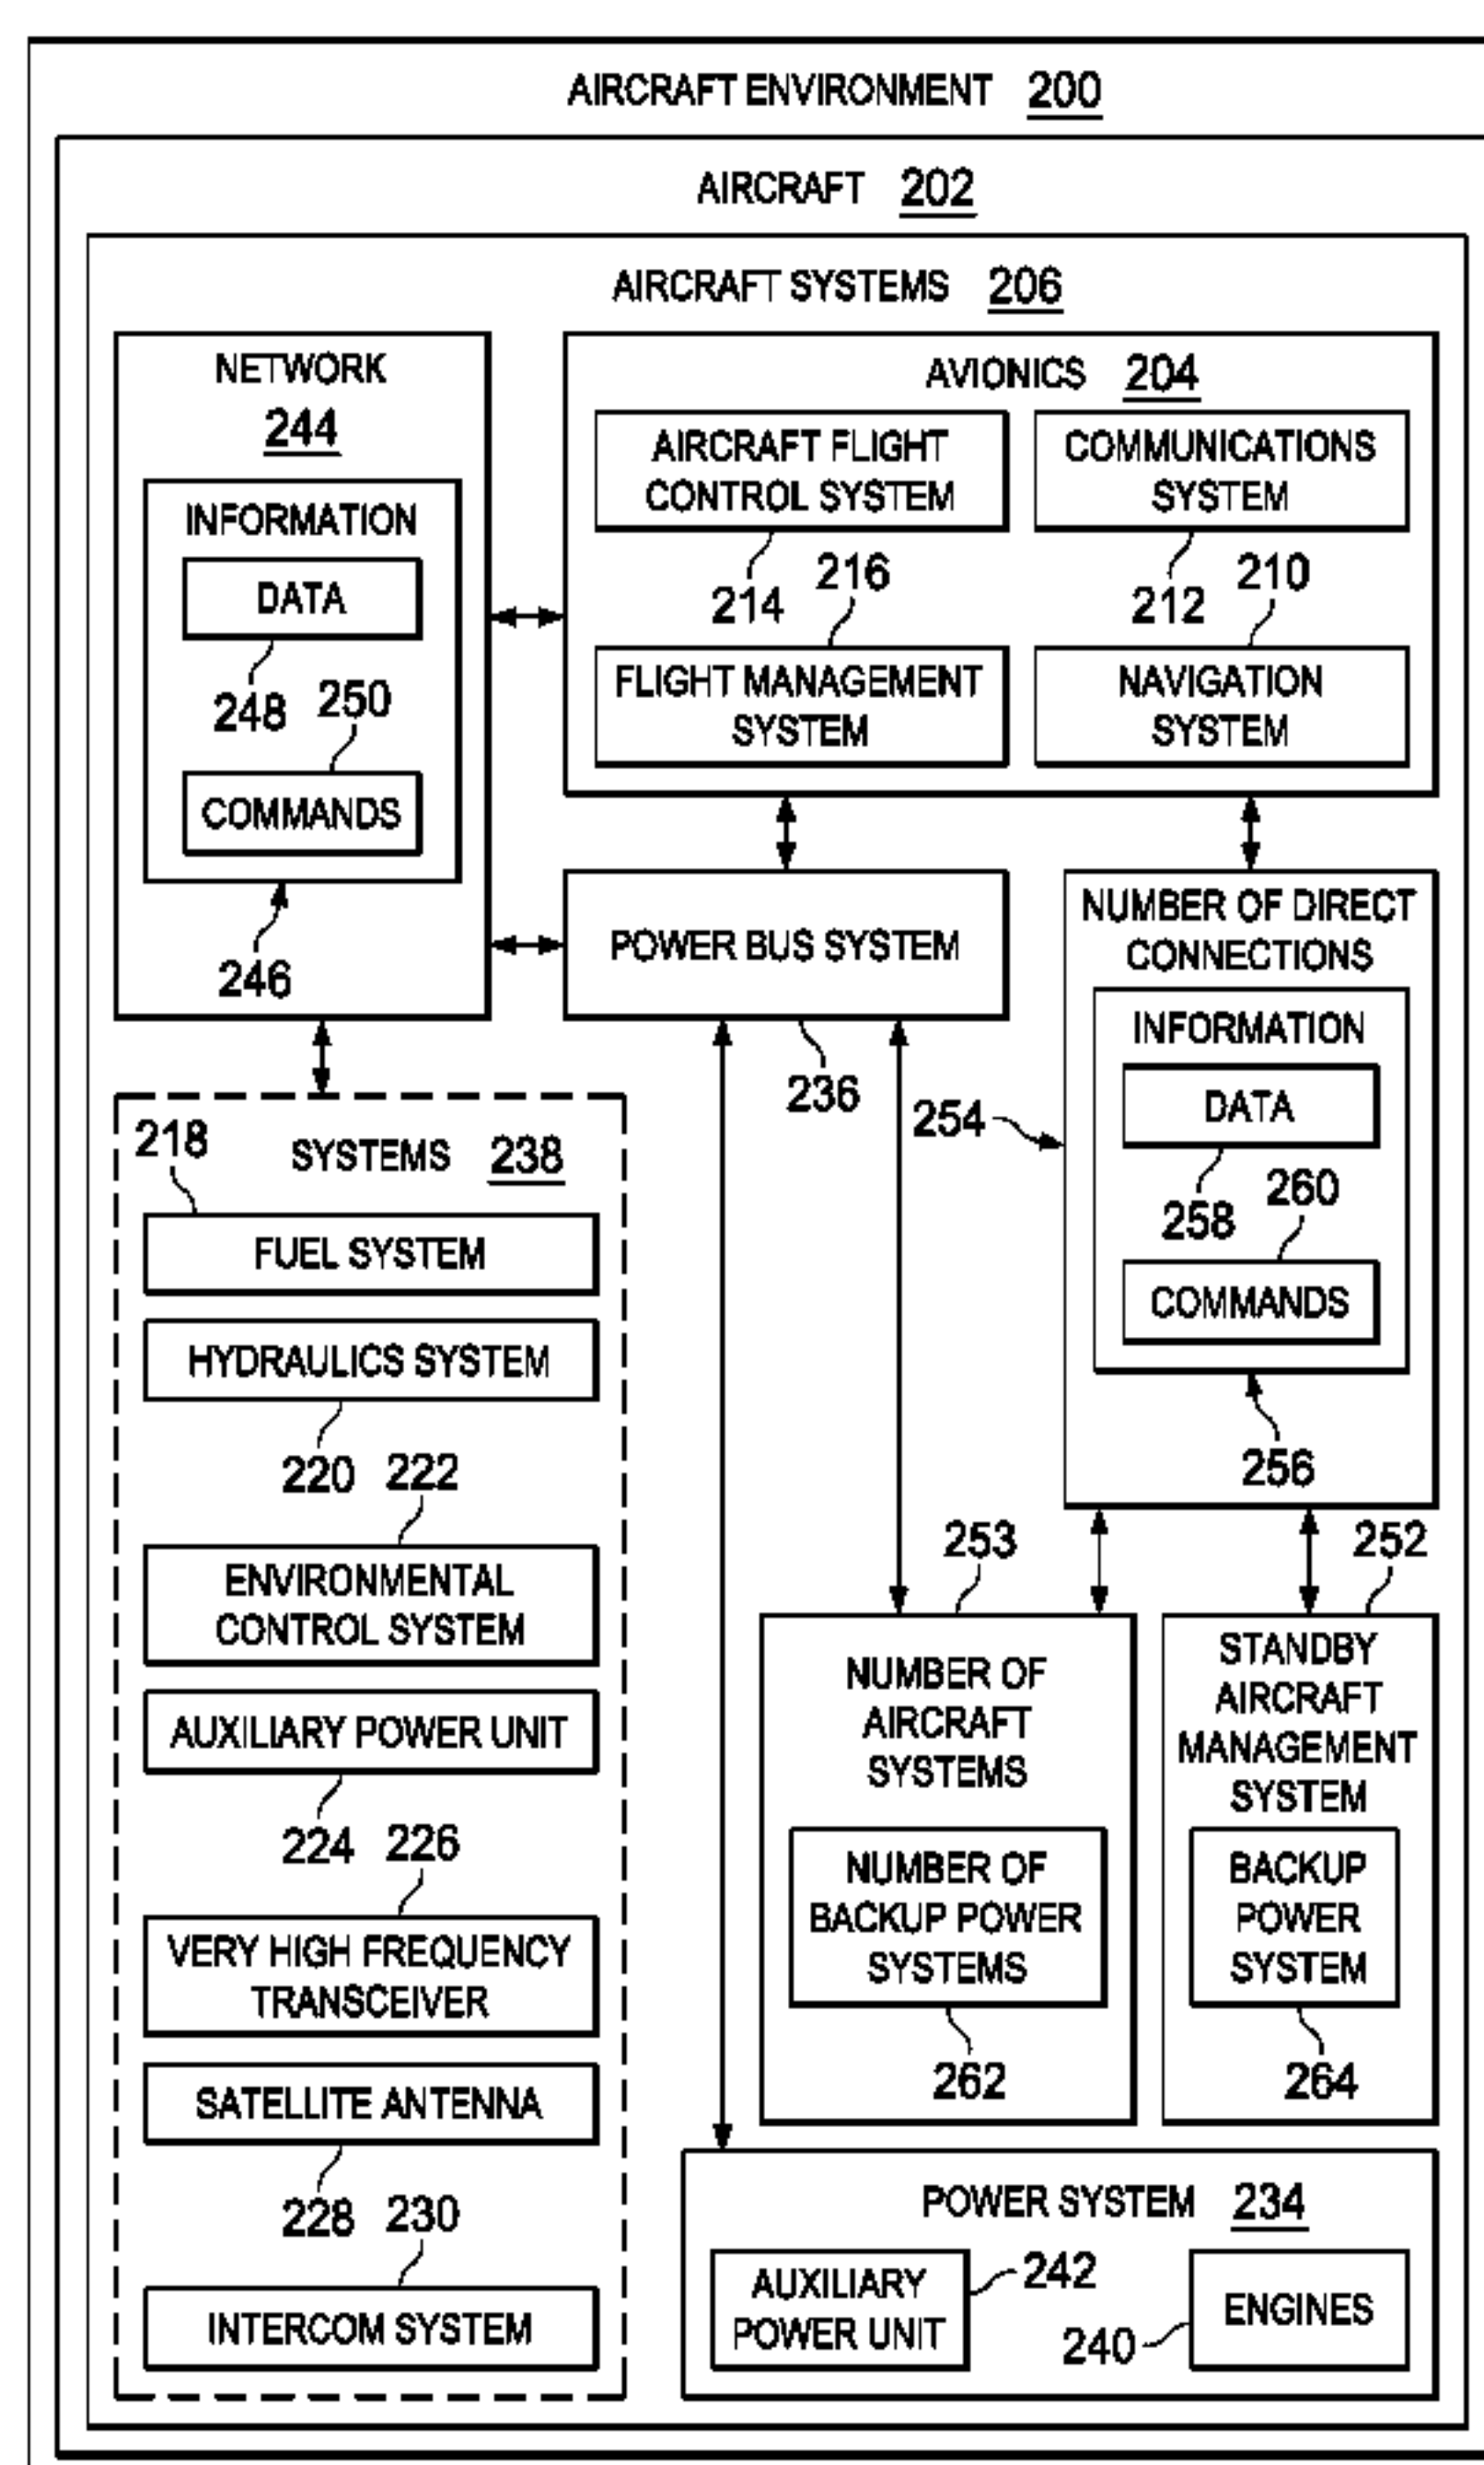 AIRCRAFT ENVIRONMENT 200
AIRCRAFT 202
AIRCRAFT SYSTEMS 206
NETWORK
244
INFORMATION
DATA
248
250
COMMANDS
246
AVIONICS 204
AIRCRAFT FLIGHT
CONTROL SYSTEM
214
COMMUNICATIONS
SYSTEM
212
216
FLIGHT MANAGEMENT
SYSTEM
210
NAVIGATION
SYSTEM
POWER BUS SYSTEM
236
NUMBER OF DIRECT
CONNECTIONS
INFORMATION
DATA
258
260
COMMANDS
256
254
SYSTEMS 238
218
FUEL SYSTEM
HYDRAULICS SYSTEM
220
222
ENVIRONMENTAL
CONTROL SYSTEM
AUXILIARY POWER UNIT
224
226
VERY HIGH FREQUENCY
TRANSCEIVER
SATELLITE ANTENNA
228
230
INTERCOM SYSTEM
253
NUMBER OF
AIRCRAFT
SYSTEMS
NUMBER OF
BACKUP POWER
SYSTEMS
262
252
STANDBY
AIRCRAFT
MANAGEMENT
SYSTEM
BACKUP
POWER
SYSTEM
264
POWER SYSTEM 234
AUXILIARY
POWER UNIT
242
240
ENGINES